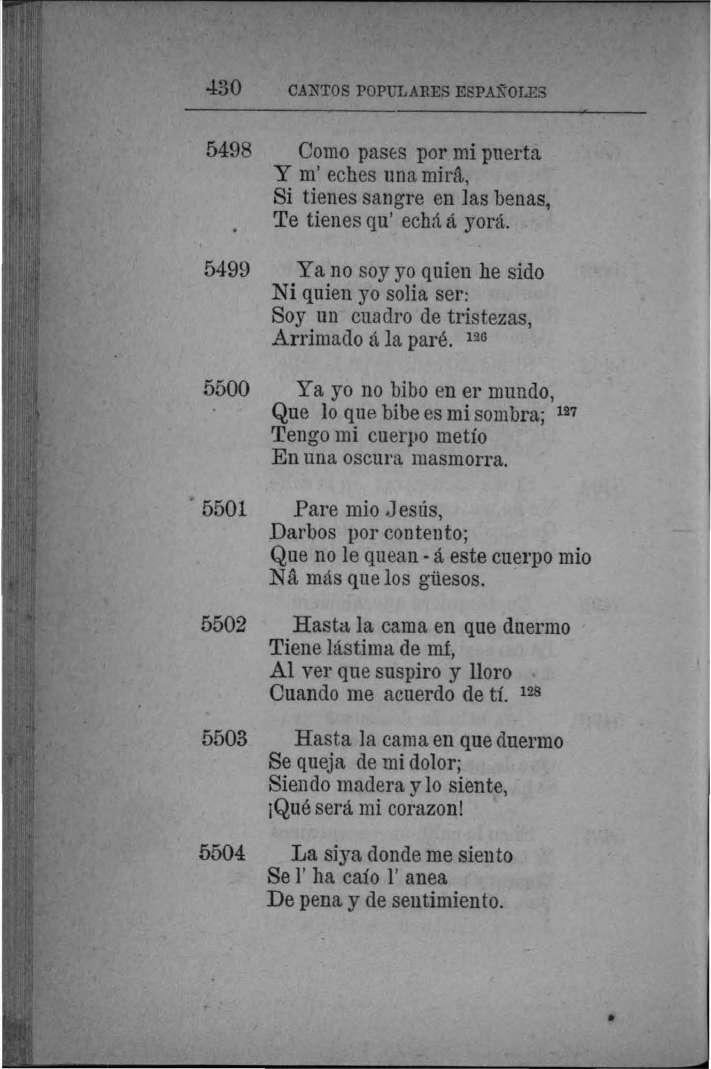 430 CANTOS POPULARES ESPAÑOLES
5498 Como pases por mi puerta
Y m' eches una mirâ,
Si tienes sangre en las benas,
Te tienes qu' echá á yorá.
5499 Ya no soy yo quien he sido
Ni quien yo solia ser:
Soy un cuadro de tristezas,
Arrimado á la paré. 126
5500 Ya yo no bibo en er mundo,
Que lo que bibe es mi sombra; 127
Tengo mi cuerpo metío
En una oscura masmorra.
5501 Pare mio Jesús,
Darbos por contento;
Que no le quean - á este cuerpo mio
Nâ más que los güesos.
5502 Hasta la cama en que duermo
Tiene lástima de mí,
Al ver que suspiro y lloro
Cuando me acuerdo de tí. 128
5503 Hasta la cama en que duermo
Se queja de mi dolor;
Siendo madera y lo siente,
¡Qué será mi corazon!
5504 La siya donde me siento
Se l' ha caío l' anea
De pena y de sentimiento.